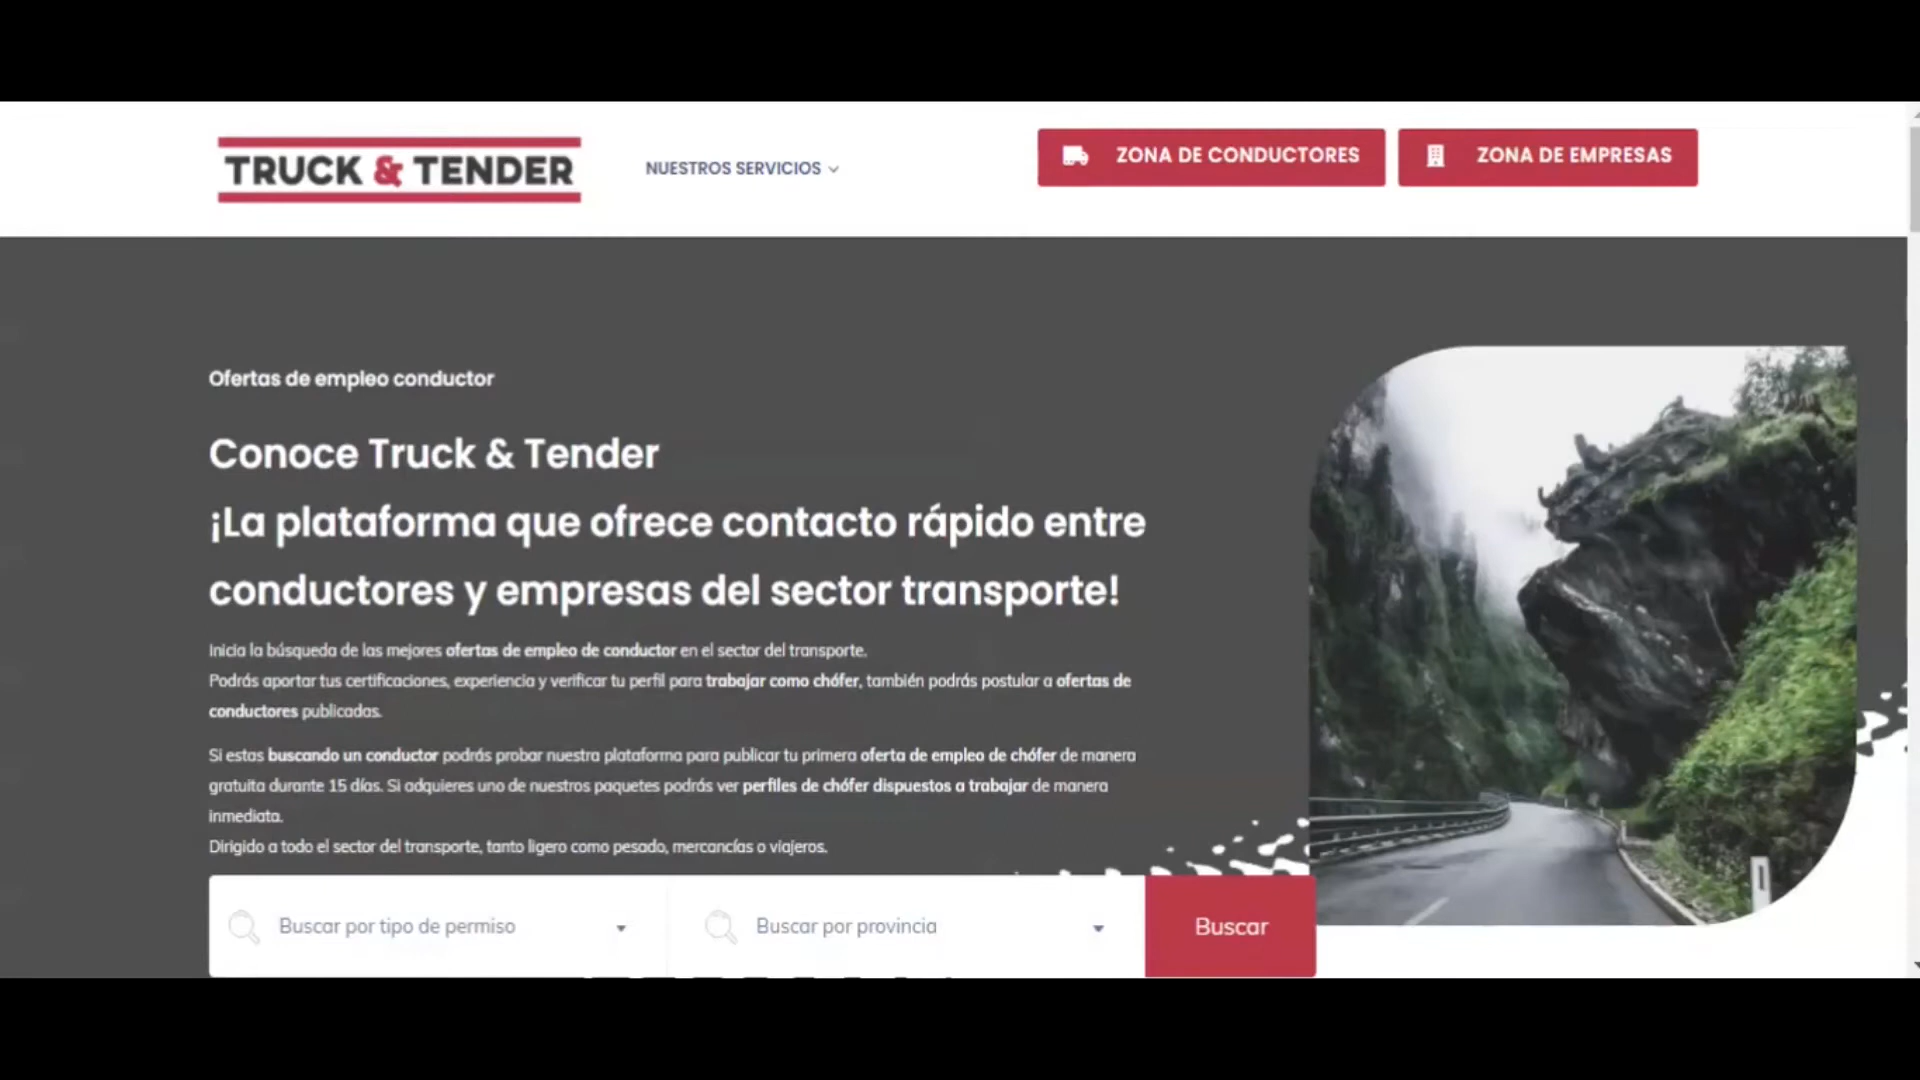 TRUCK & TENDER
NUESTROS SERVICIOS
ZONA DE CONDUCTORES
ZONA DE EMPRESAS
Ofertas de empleo conductor
Conoce Truck & Tender
¡La plataforma que ofrece contacto rápido entre
conductores y empresas del sector transporte!
Inicia la búsqueda de las mejores ofertas de empleo de conductor en el sector del transporte.
Podrás aportar tus certificaciones, experiencia y verificar tu perfil para trabajar como chófer, también podrás postular a ofertas de
conductores publicadas.
Si estas buscando un conductor podrás probar nuestra plataforma para publicar tu primera oferta de empleo de chófer de manera
gratuita durante 15 días. Si adquieres uno de nuestros paquetes podrás ver perfiles de chófer dispuestos a trabajar de manera
inmediata.
Dirigido a todo el sector del transporte, tanto ligero como pesado, mercancías o viajeros.
Buscar por tipo de permiso
Buscar por provincia
Buscar